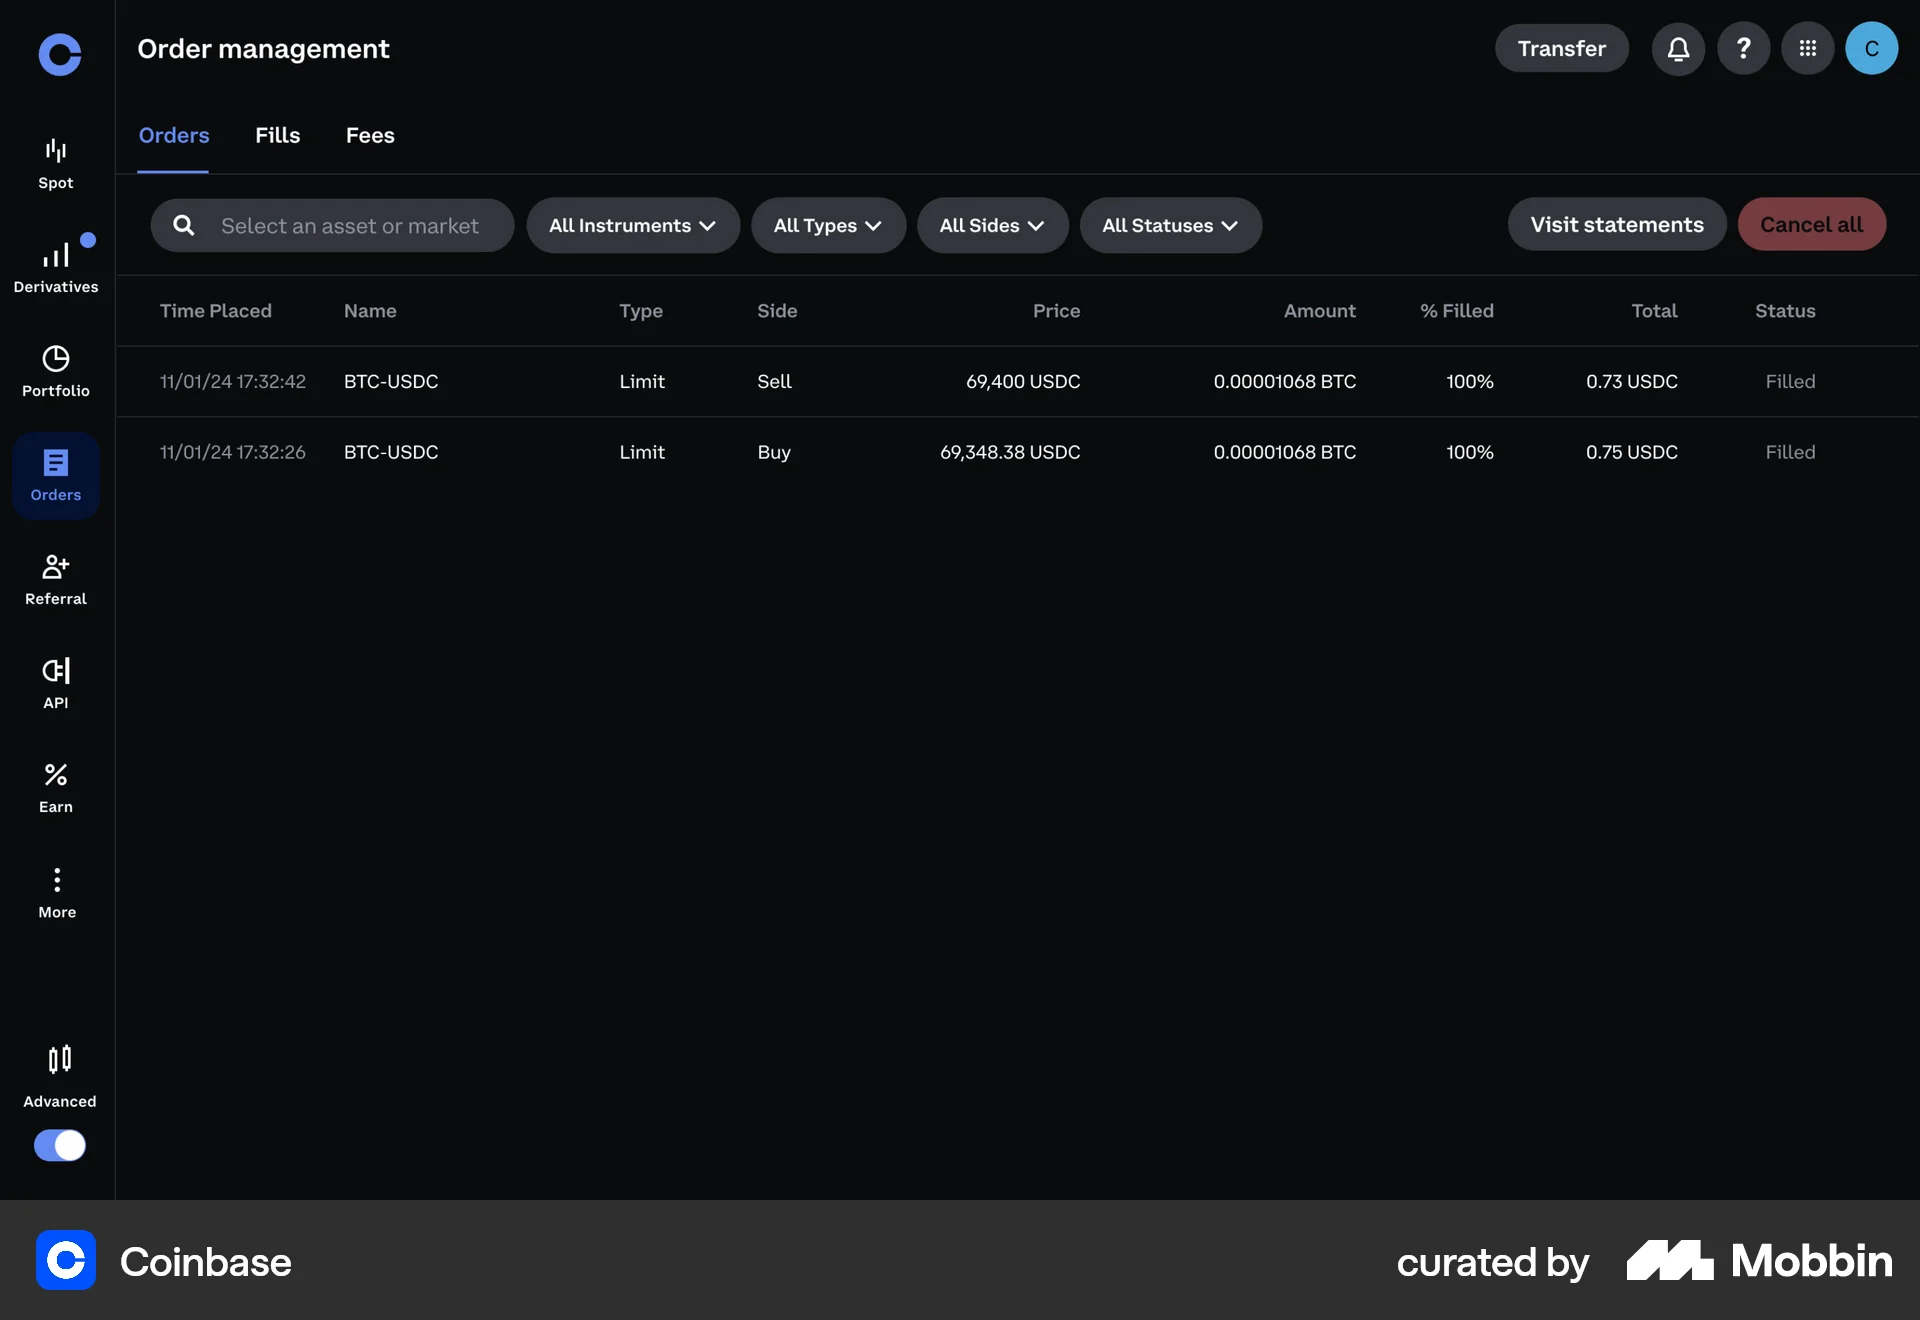 Order management
Transfer
?
C
Orders Fills Fees
Spot
Derivatives
Portfolio
Orders
Referral
API
Earn
More
Advanced
Select an asset or market
All Instruments
All Types
All Sides
All Statuses
Visit statements
Cancel all
Time Placed Name Type Side Price Amount % Filled Total Status
11/01/24 17:32:42 BTC-USDC Limit Sell 69,400 USDC 0.00001068 BTC 100% 0.73 USDC Filled
11/01/24 17:32:26 BTC-USDC Limit Buy 69,348.38 USDC 0.00001068 BTC 100% 0.75 USDC Filled
Coinbase
curated by Mobbin